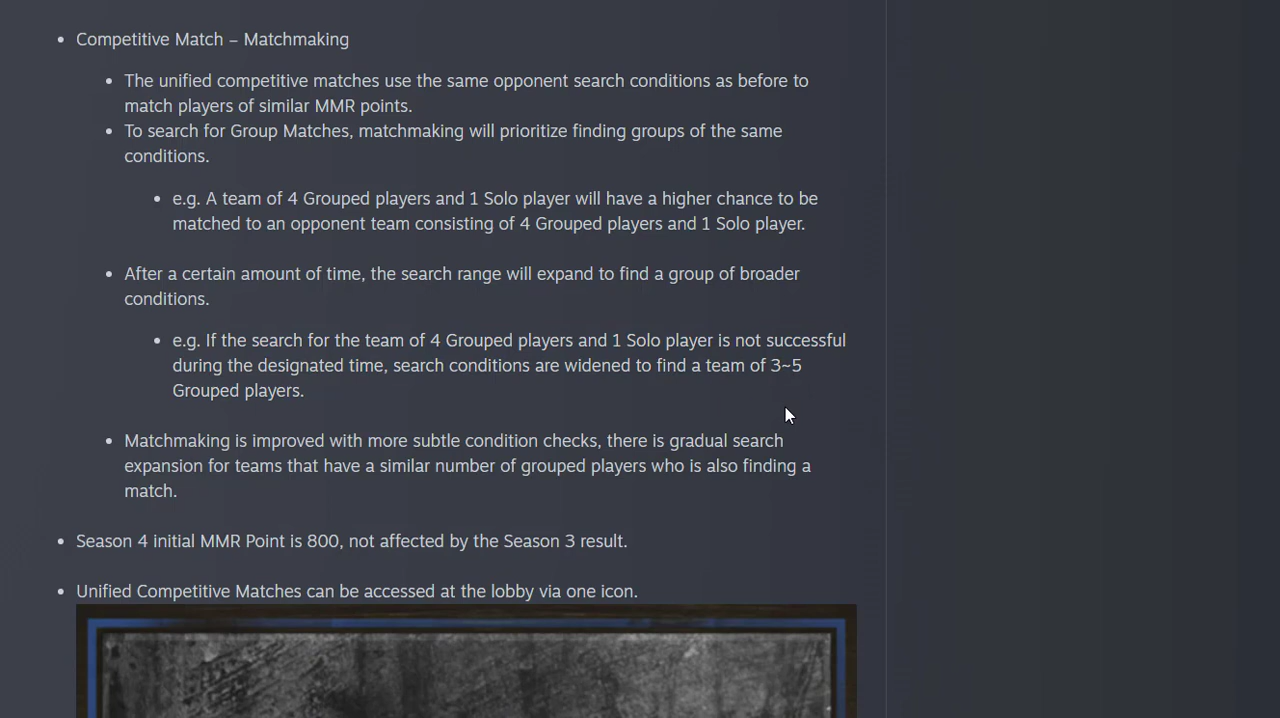 Competitive Match – Matchmaking
The unified competitive matches use the same opponent search conditions as before to
match players of similar MMR points.
To search for Group Matches, matchmaking will prioritize finding groups of the same
conditions.
e.g. A team of 4 Grouped players and 1 Solo player will have a higher chance to be
matched to an opponent team consisting of 4 Grouped players and 1 Solo player.
After a certain amount of time, the search range will expand to find a group of broader
conditions.
e.g. If the search for the team of 4 Grouped players and 1 Solo player is not successful
during the designated time, search conditions are widened to find a team of 3~5
Grouped players.
Matchmaking is improved with more subtle condition checks, there is gradual search
expansion for teams that have a similar number of grouped players who is also finding a
match.
Season 4 initial MMR Point is 800, not affected by the Season 3 result.
Unified Competitive Matches can be accessed at the lobby via one icon.